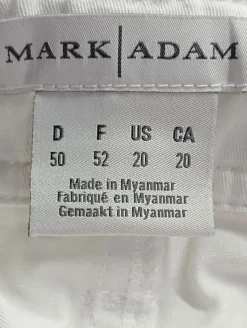 MARK|ADAM
D F US CA
50 52 20 20
Made in Myanmar
Fabriqué en Myanmar
Gemaakt in Myanmar